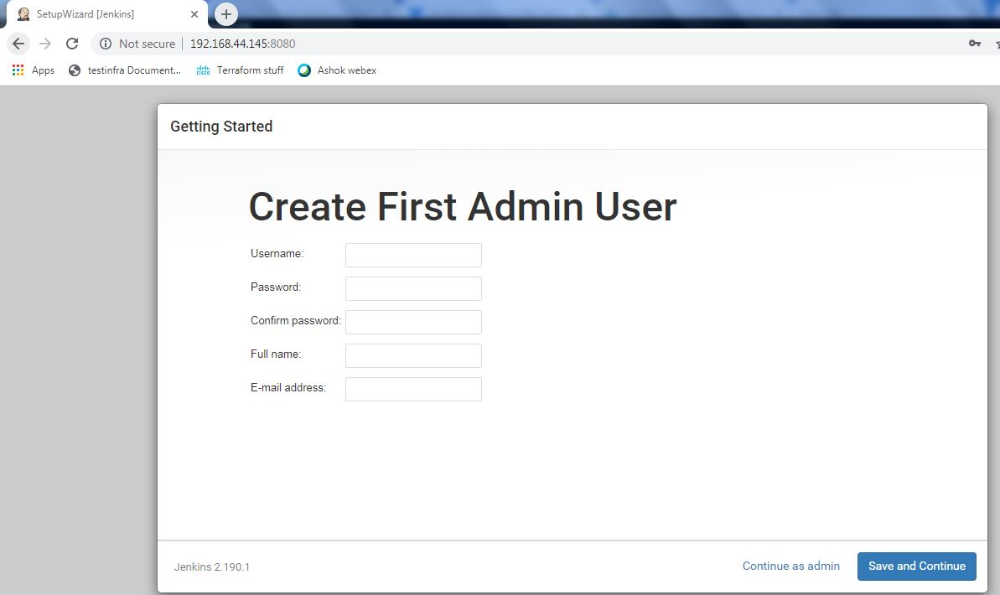 SetupWizard [Jenkins]
Not secure 192.168.44.145:8080
Apps testinfra Document... Terraform stuff Ashok webex
Getting Started
Create First Admin User
Username:
Password:
Confirm password:
Full name:
E-mail address:
Jenkins 2.190.1 Continue as admin Save and Continue